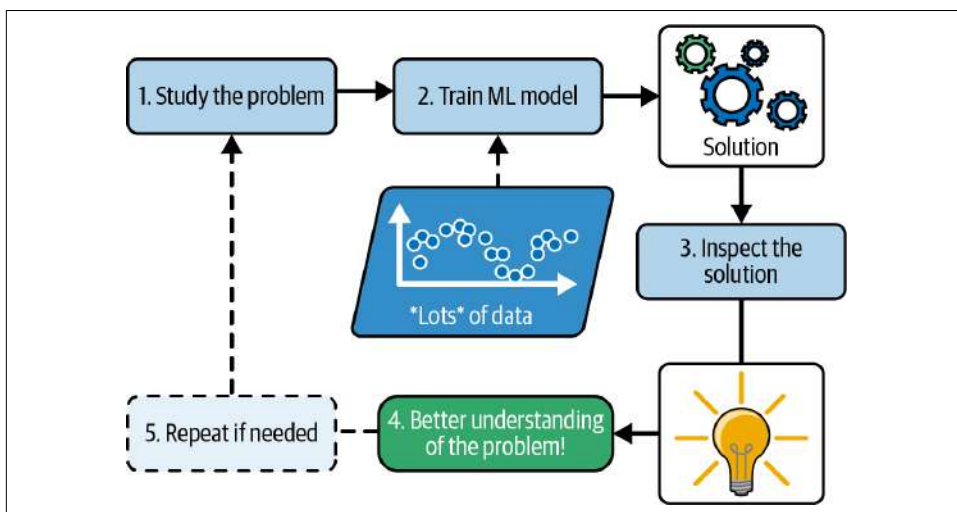 1. Study the problem
2. Train ML model
Solution
*Lots* of data
3. Inspect the
solution
4. Better understanding
of the problem!
5. Repeat if needed